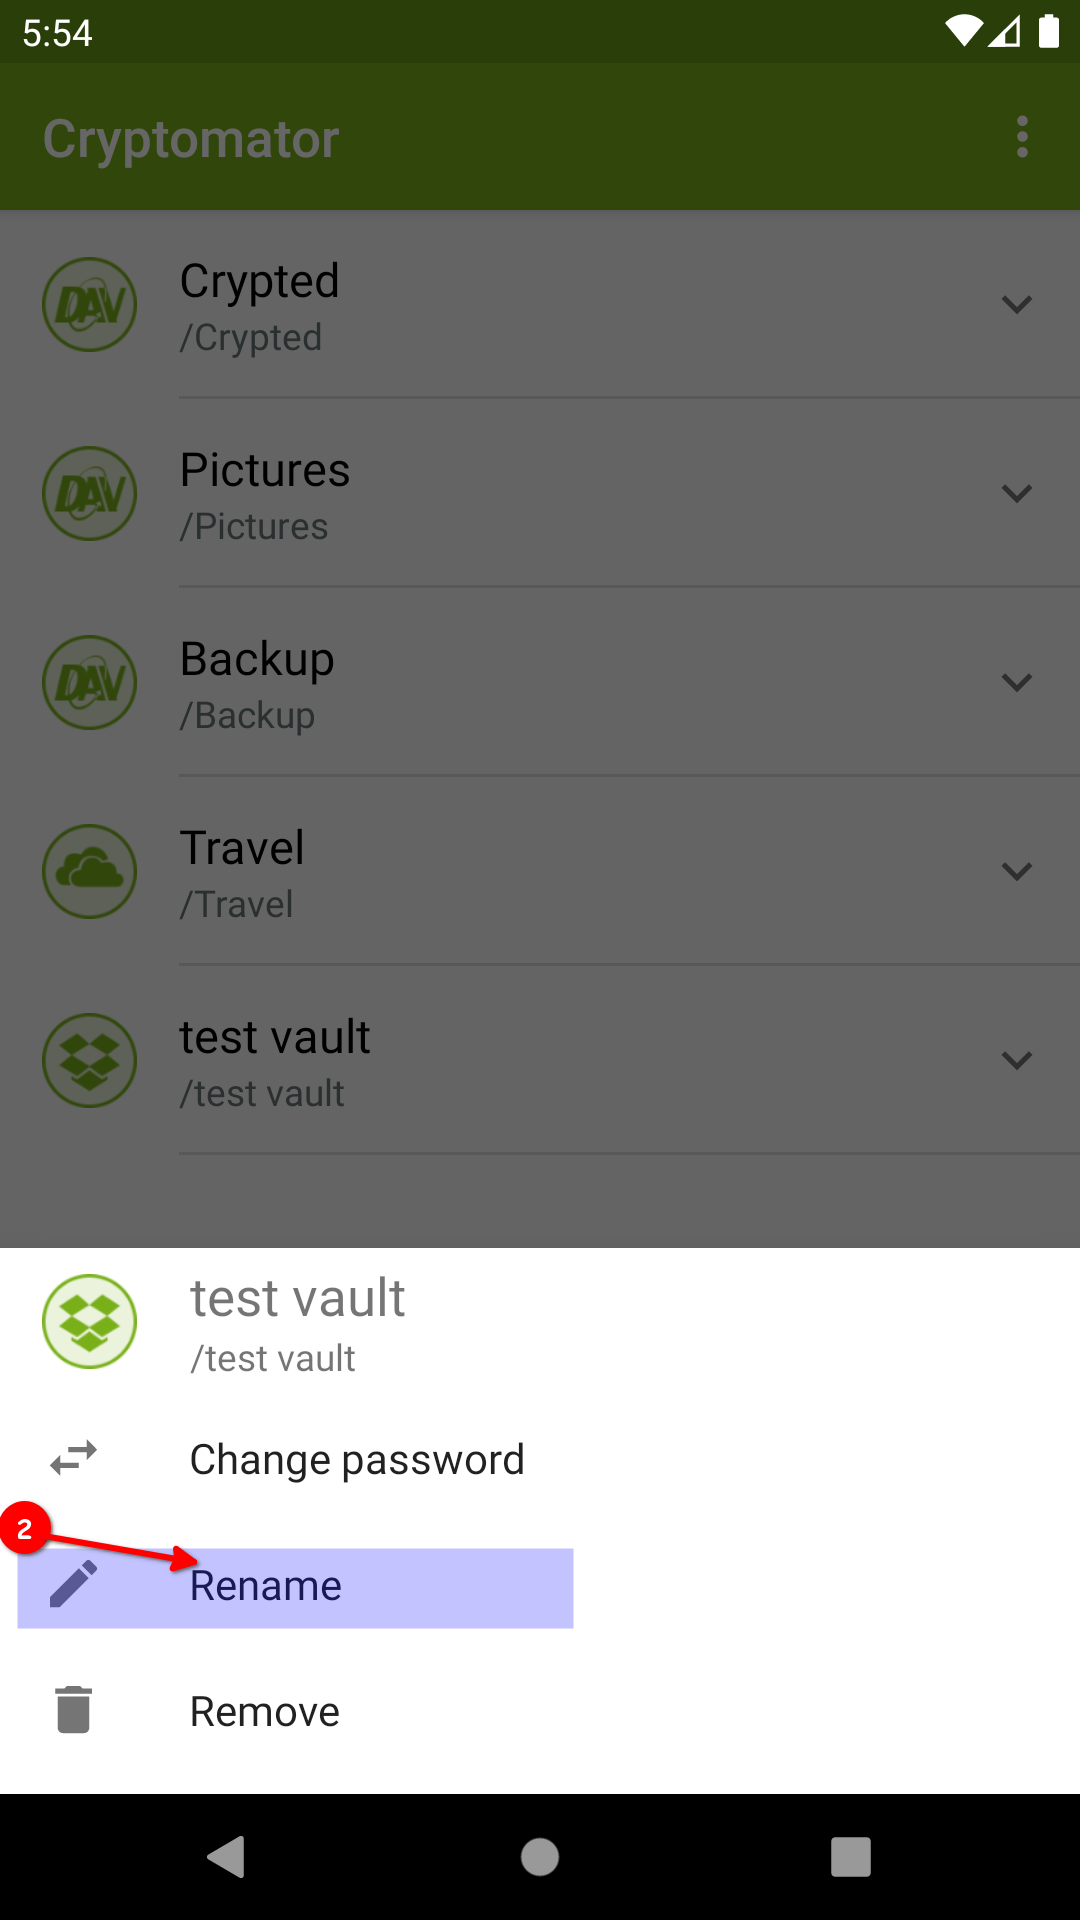 5:54
Cryptomator
DAV
Crypted
/Crypted
DAV
Pictures
/Pictures
DAV
Backup
/Backup
Travel
/Travel
test vault
/test vault
test vault
/test vault
Change password
2
Rename
Remove